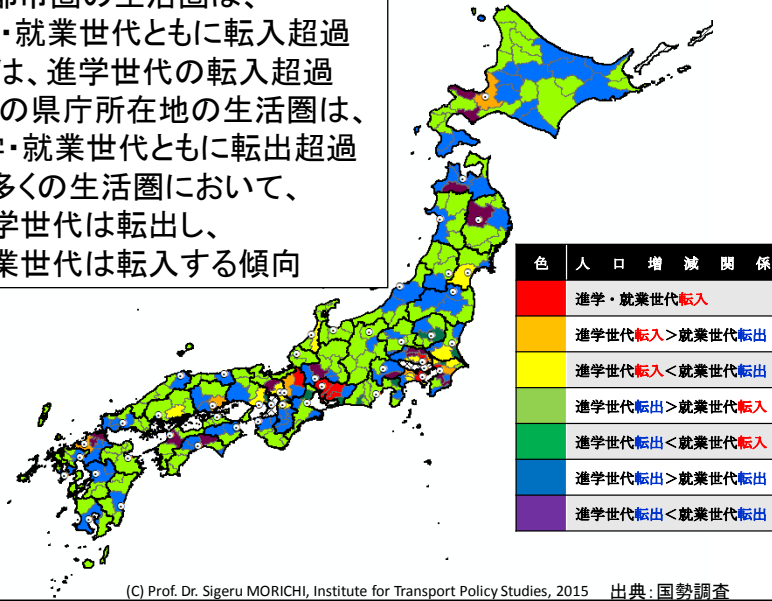 都市圏の生活圏は、
・就業世代ともに転入超過
は、進学世代の転入超過
の県庁所在地の生活圏は、
・就業世代ともに転出超過
多くの生活圏において、
学世代は転出し、
業世代は転入する傾向
色 人口増減関係
進学・就業世代転入
進学世代転入>就業世代転出
進学世代転入<就業世代転出
進学世代転出>就業世代転入
進学世代転出<就業世代転入
進学世代転出>就業世代転出
進学世代転出<就業世代転出
(C) Prof. Dr. Sigeru MORICHI, Institute for Transport Policy Studies, 2015 出典：国勢調査